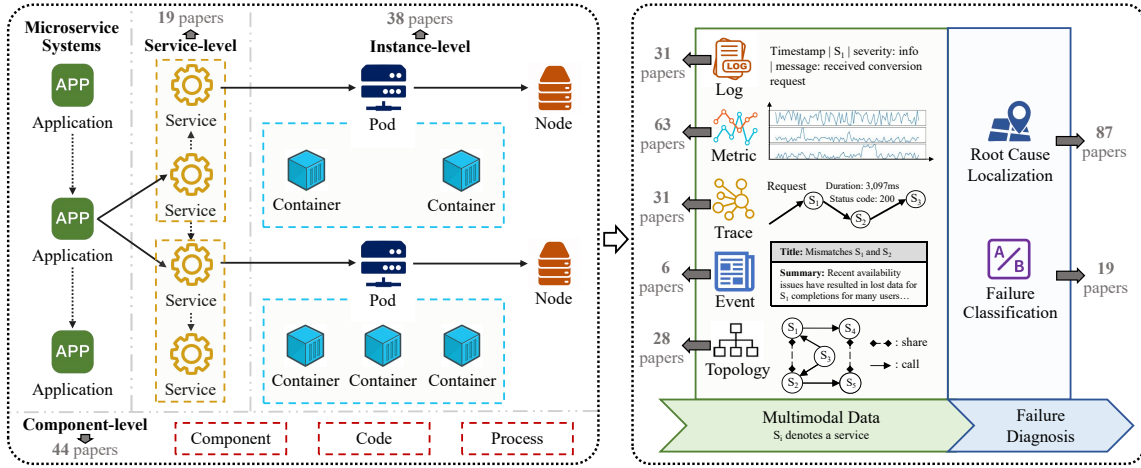 Microservice
Systems
19 papers
Service-level
38 papers
Instance-level
APP
Application
Service
Pod
Node
Service
Container
Container
APP
Application
Service
Pod
Node
APP
Application
Service
Container
Container
Container
Component-level
44 papers
Component
Code
Process
31
papers
LOG
Log
Timestamp | S1 | severity: info
| message: received conversion
request
63
papers
Metric
31
papers
Trace
Request
S1
Duration: 3,097ms
Status code: 200
S2
S3
6
papers
Event
Title: Mismatches S1 and S2
Summary: Recent availability
issues have resulted in lost data for
S1 completions for many users…
28
papers
Topology
S1
S4
S3
S2
S5
: share
: call
Multimodal Data
Si denotes a service
Root Cause
Localization
87
papers
A/B
Failure
Classification
19
papers
Failure
Diagnosis